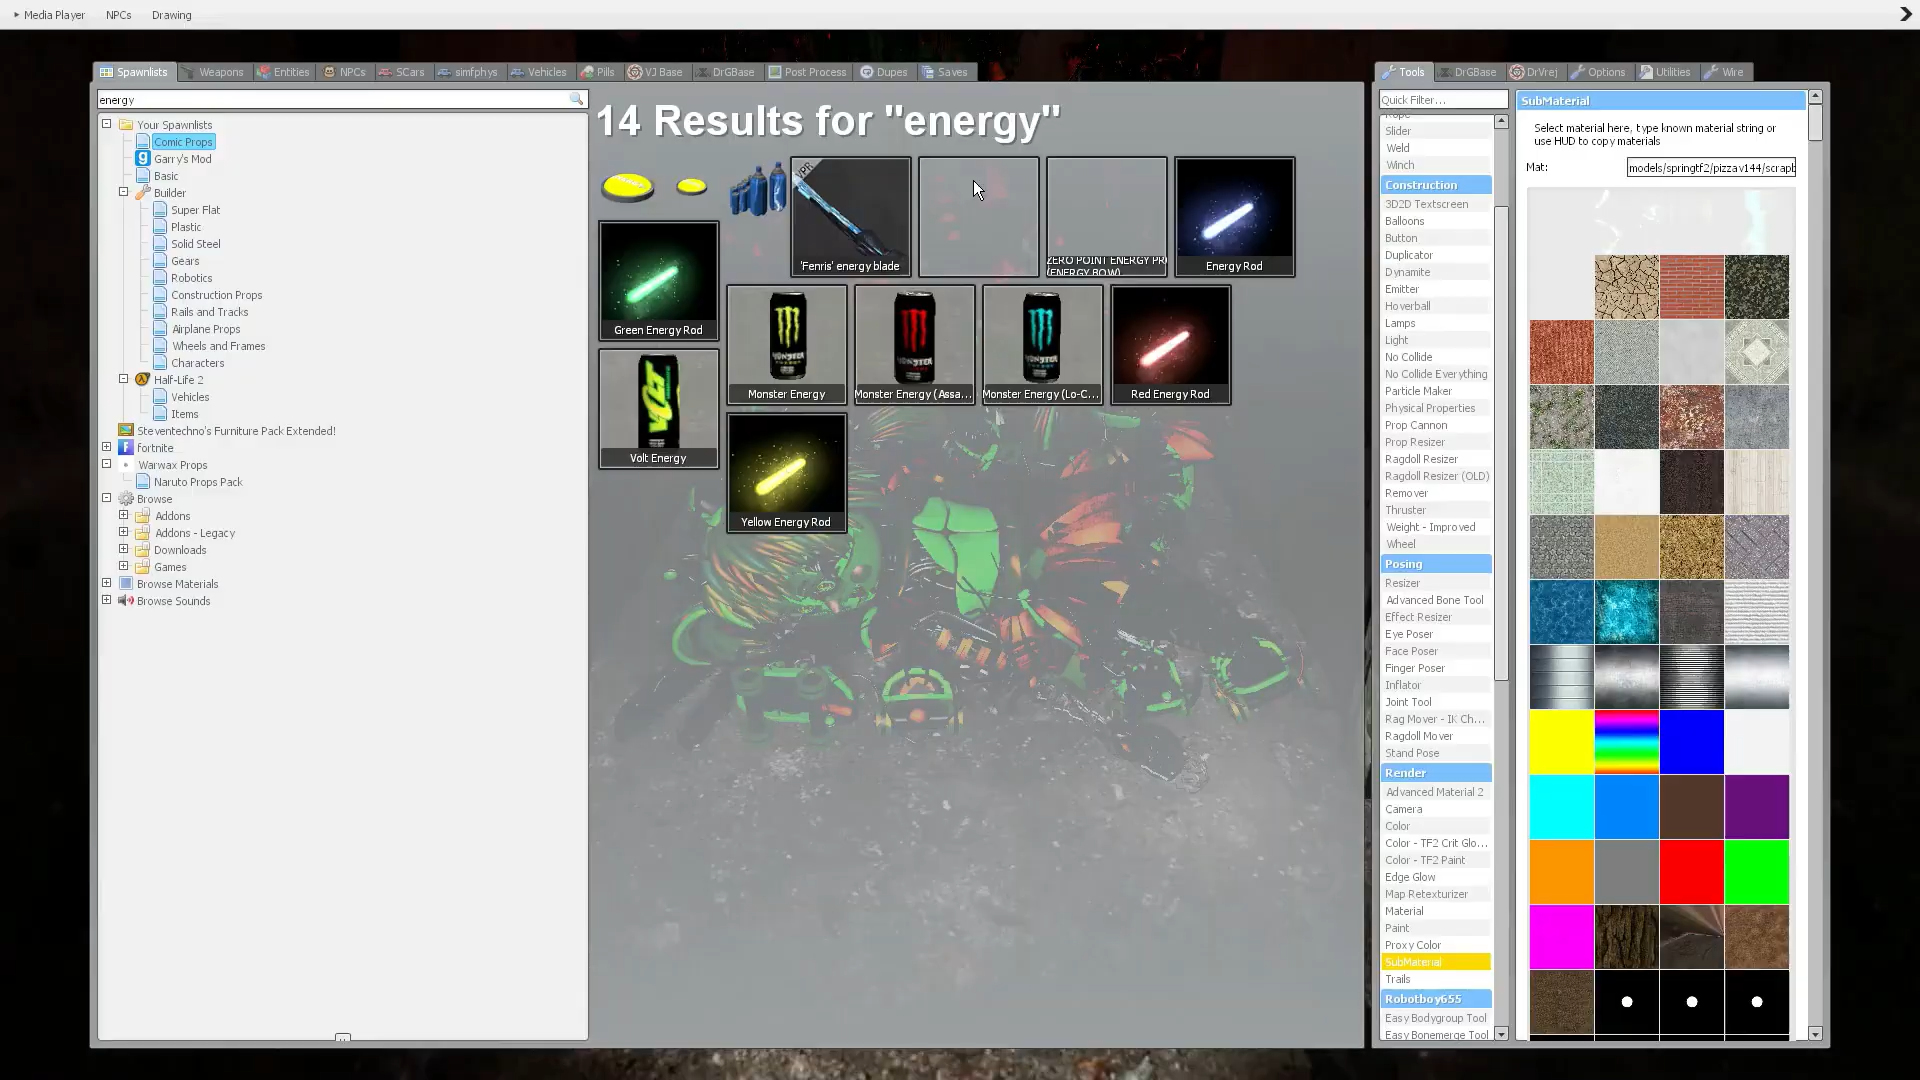 Media Player NPCs Drawing
Spawnlists Weapons Entities NPCs SCars simfphys Vehicles Pills VJ Base DrGBase Post Process Dupes Saves
energy
Your Spawnlists
Comic Props
Garry's Mod
Basic
Builder
Super Flat
Plastic
Solid Steel
Gears
Robotics
Construction Props
Rails and Tracks
Airplane Props
Wheels and Frames
Characters
Half-Life 2
Vehicles
Items
Steventechno's Furniture Pack Extended!
fortnite
Warwax Props
Naruto Props Pack
Browse
Addons
Addons - Legacy
Downloads
Games
Browse Materials
Browse Sounds
14 Results for "energy"
'Fenris' energy blade
ZERO POINT ENERGY PR
(ENERGY BOW)
Energy Rod
Green Energy Rod
Monster Energy
Monster Energy (Assa...
Monster Energy (Lo-C...
Red Energy Rod
Volt Energy
Yellow Energy Rod
Tools DrGBase DrVrej Options Utilities Wire
Quick Filter...
Rope
Slider
Weld
Winch
Construction
3D2D Textscreen
Balloons
Button
Duplicator
Dynamite
Emitter
Hoverball
Lamps
Light
No Collide
No Collide Everything
Particle Maker
Physical Properties
Prop Cannon
Prop Resizer
Ragdoll Resizer
Ragdoll Resizer (OLD)
Remover
Thruster
Weight - Improved
Wheel
Posing
Resizer
Advanced Bone Tool
Effect Resizer
Eye Poser
Face Poser
Finger Poser
Inflator
Joint Tool
Rag Mover - IK Ch...
Ragdoll Mover
Stand Pose
Render
Advanced Material 2
Camera
Color
Color - TF2 Crit Glo...
Color - TF2 Paint
Edge Glow
Map Retexturizer
Material
Paint
Proxy Color
SubMaterial
Trails
Robotboy655
Easy Bodygroup Tool
Easy Bonemerge Tool
SubMaterial
Select material here, type known material string or
use HUD to copy materials
Mat: models/springtf2/pizzav144/scrapb